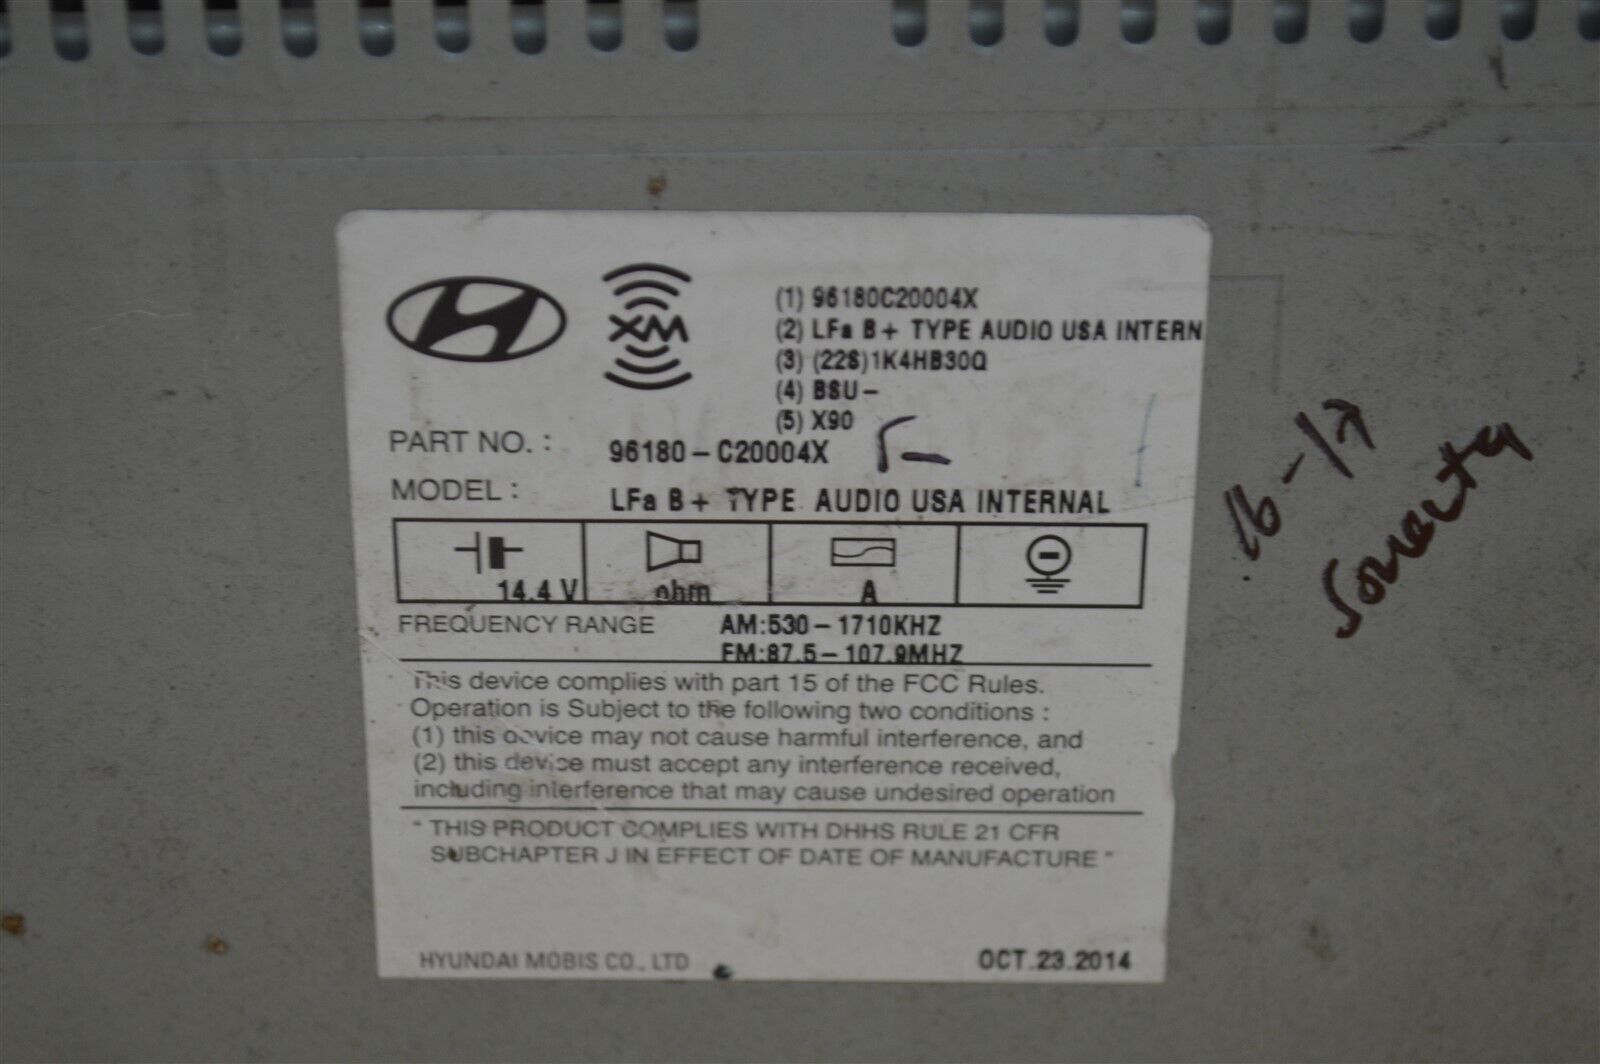 XM
(1) 96180C20004X
(2) LFa B+ TYPE AUDIO USA INTERN
(3) (22S)1K4HB30Q
(4) BSU-
(5) X90
PART NO. : 96180-C20004X
MODEL : LFa B+ TYPE AUDIO USA INTERNAL
14.4 V ohm A
FREQUENCY RANGE AM:530-1710KHZ
FM:87.5-107.9MHZ
This device complies with part 15 of the FCC Rules.
Operation is Subject to the following two conditions :
(1) this device may not cause harmful interference, and
(2) this device must accept any interference received,
including interference that may cause undesired operation
" THIS PRODUCT COMPLIES WITH DHHS RULE 21 CFR
SUBCHAPTER J IN EFFECT OF DATE OF MANUFACTURE "
HYUNDAI MOBIS CO., LTD OCT.23.2014
16-17
Sonata